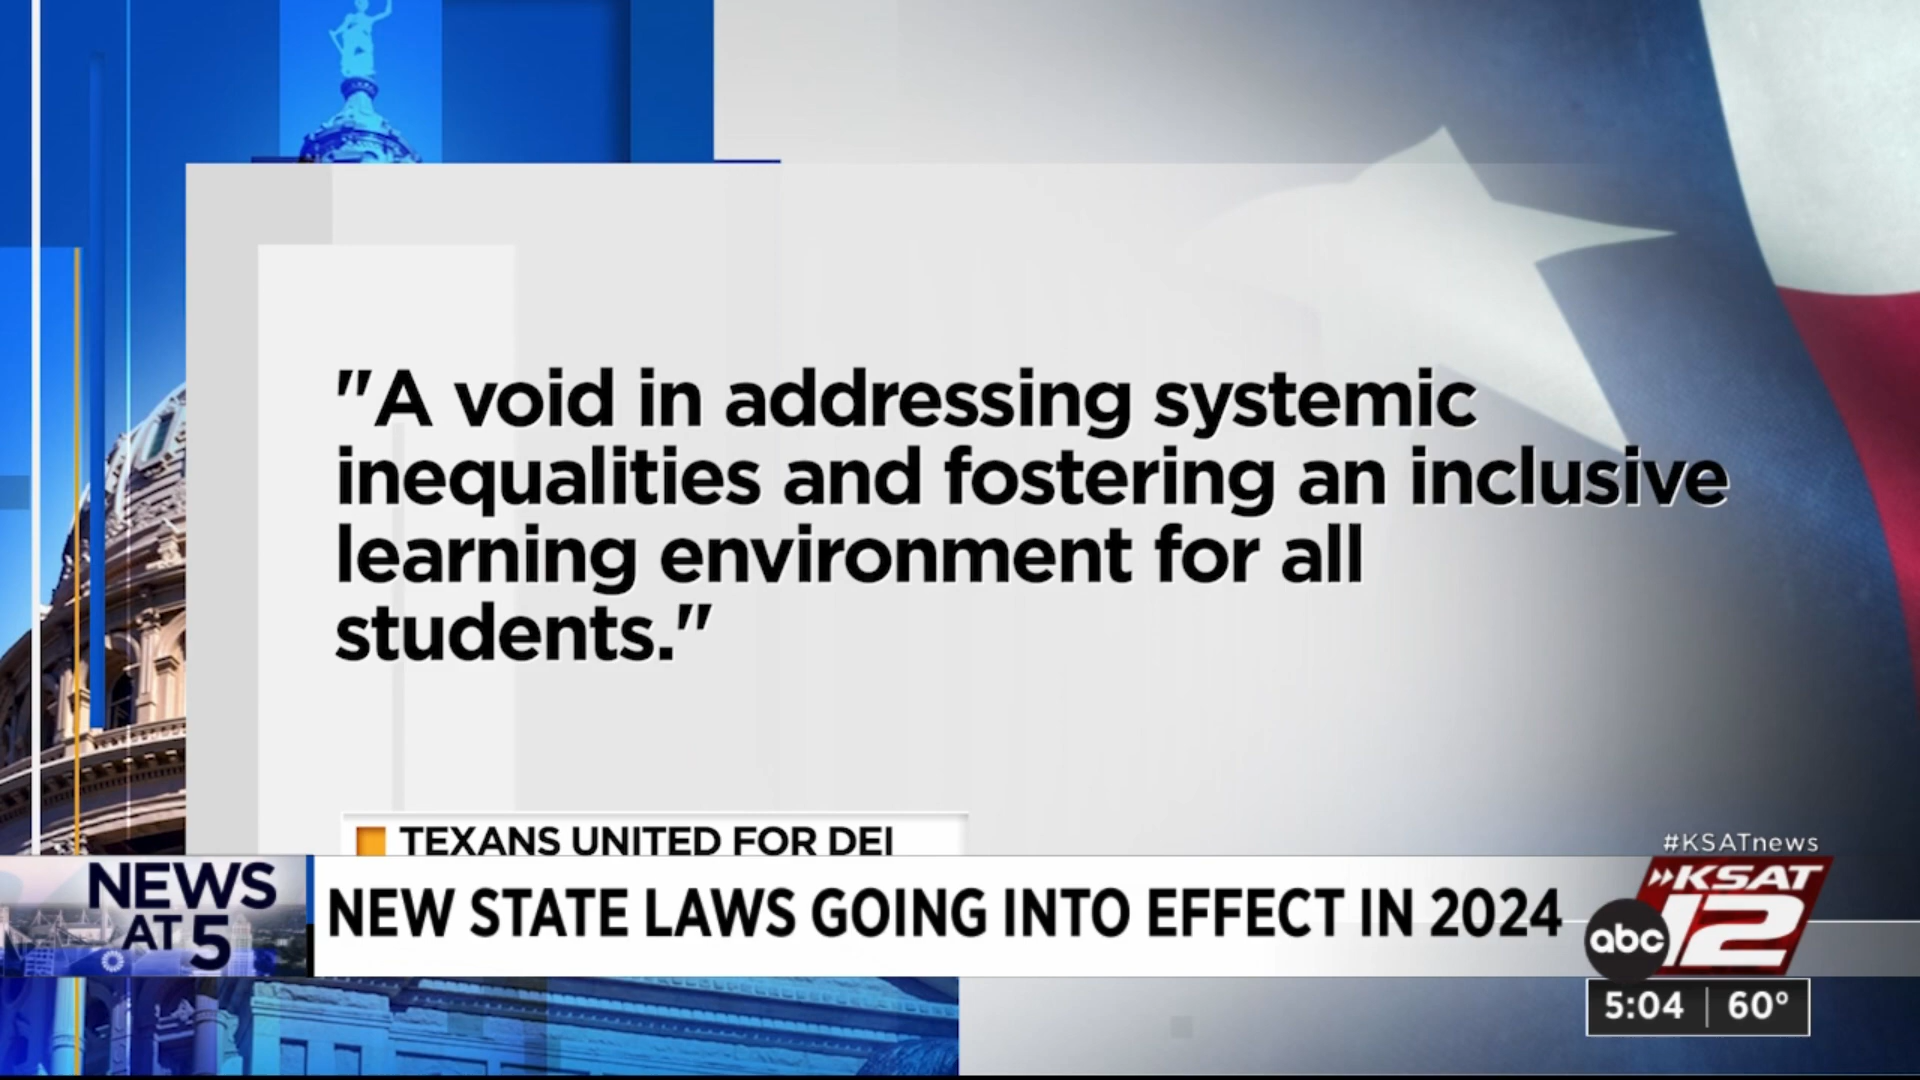 "A void in addressing systemic
inequalities and fostering an inclusive
learning environment for all
students."
TEXANS UNITED FOR DEI
#KSATnews
NEWS
AT 5
NEW STATE LAWS GOING INTO EFFECT IN 2024
KSAT
abc 12
5:04 60°